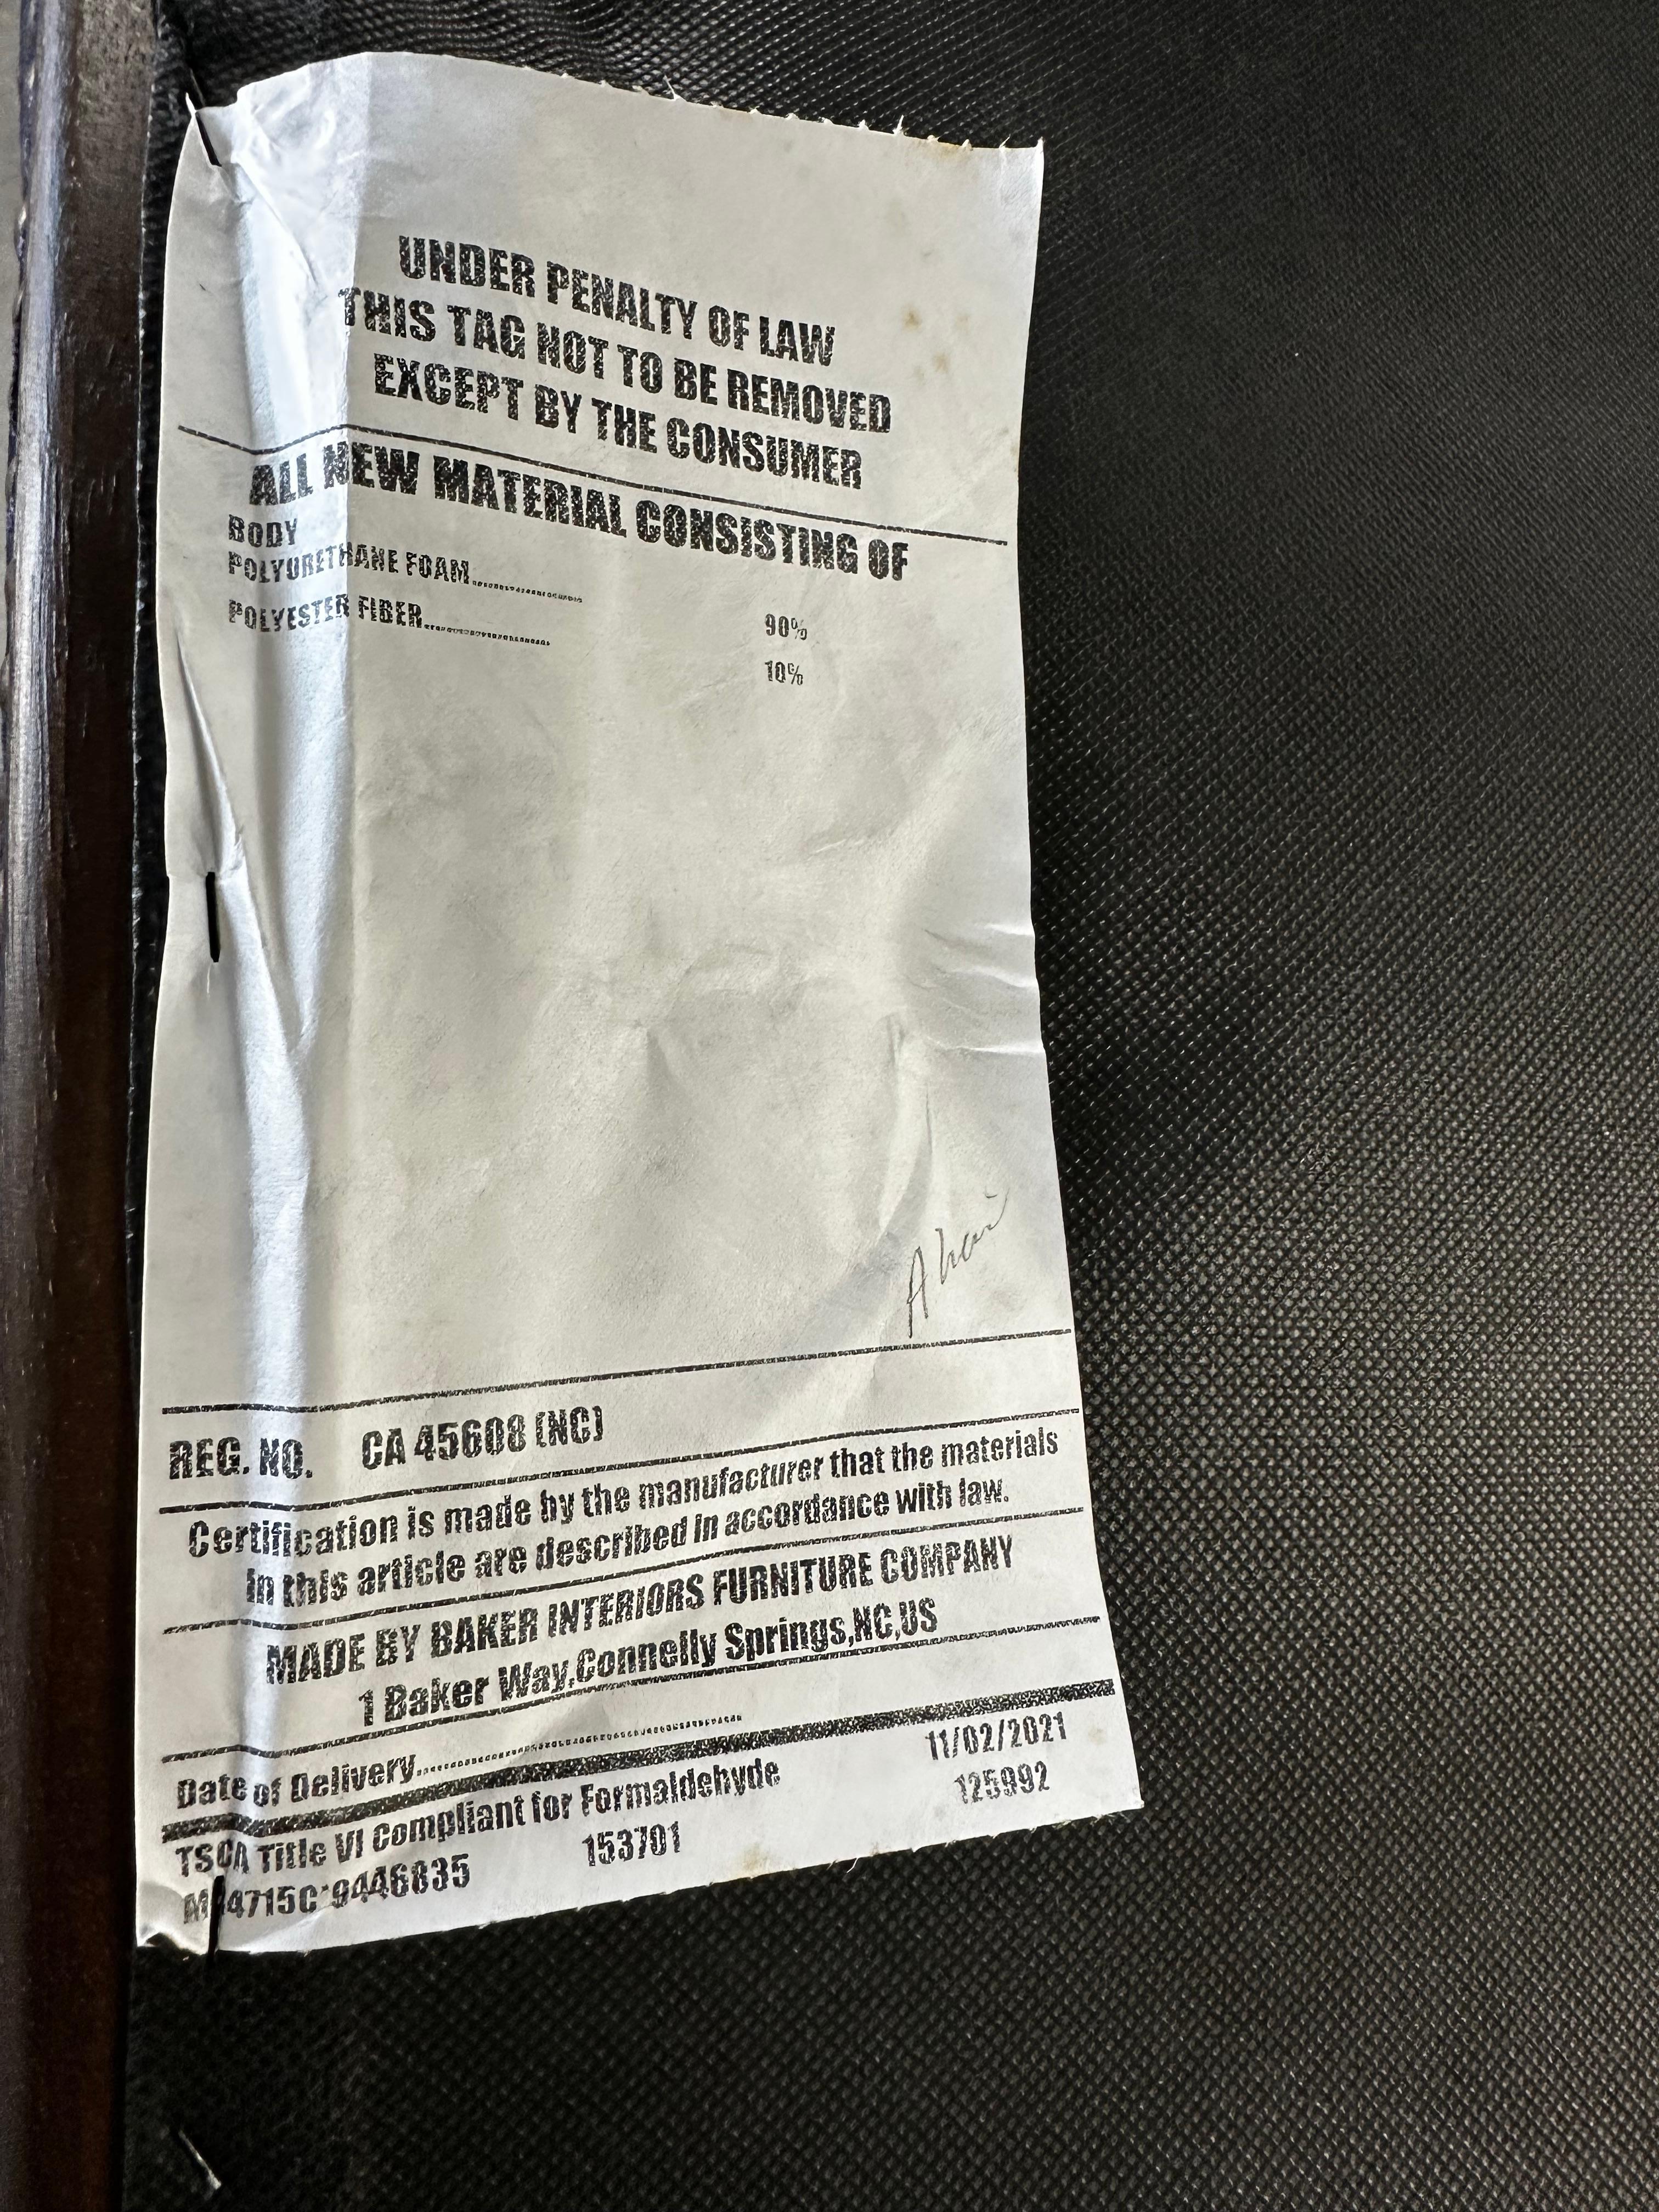 UNDER PENALTY OF LAW
THIS TAG NOT TO BE REMOVED
EXCEPT BY THE CONSUMER
ALL NEW MATERIAL CONSISTING OF
BODY
POLYURETHANE FOAM.................... 90%
POLYESTER FIBER....................... 10%
REG. NO. CA 45608 (NC)
Certification is made by the manufacturer that the materials
in this article are described in accordance with law.
MADE BY BAKER INTERIORS FURNITURE COMPANY
1 Baker Way,Connelly Springs,NC,US
Date of Delivery.................................................. 11/02/2021
TSCA Title VI Compliant for Formaldehyde 125992
4715C*9446835 153701